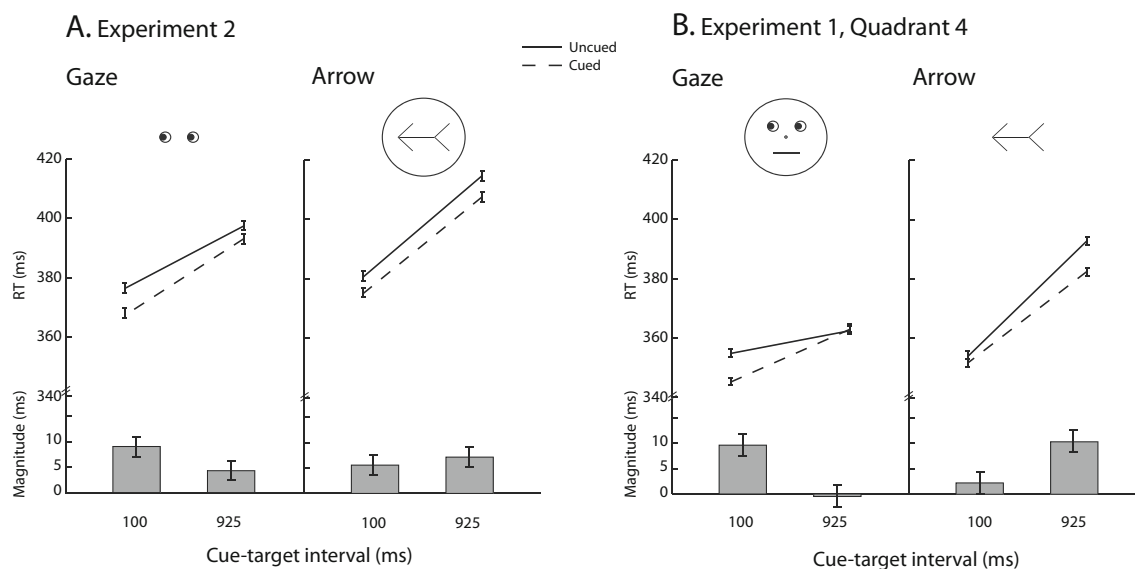 A. Experiment 2
B. Experiment 1, Quadrant 4
Uncued
Cued
Gaze
Arrow
Gaze
Arrow
420
400
380
360
340
10
5
0
RT (ms)
Magnitude (ms)
100
925
100
925
Cue-target interval (ms)
420
400
380
360
340
10
5
0
RT (ms)
Magnitude (ms)
100
925
100
925
Cue-target interval (ms)